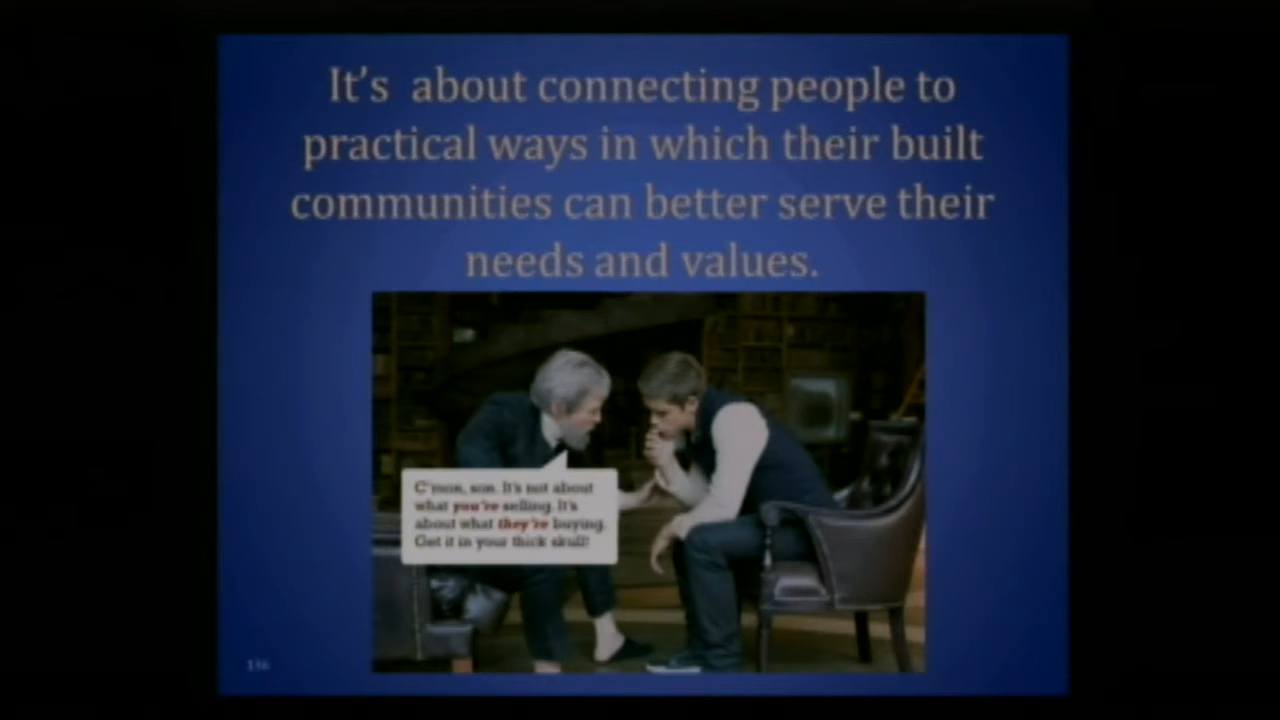 It's about connecting people to
practical ways in which their built
communities can better serve their
needs and values.
C'mon, son. It's not about
what you're selling. It's
about what they're buying.
Get it in your thick skull!
136